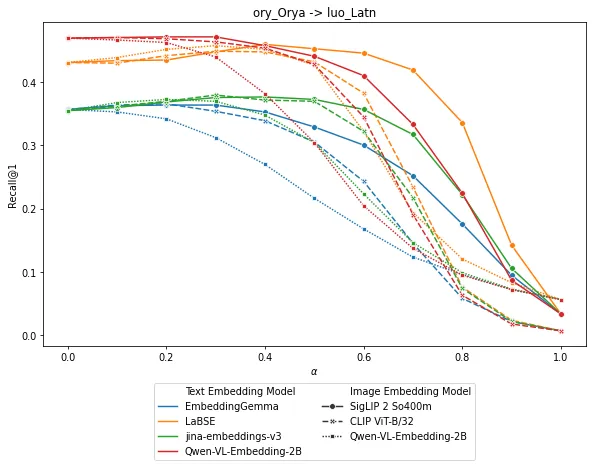 ory_Orya -> luo_Latn
Recall@1
0.4
0.3
0.2
0.1
0.0
0.0 0.2 0.4 0.6 0.8 1.0
α
Text Embedding Model Image Embedding Model
EmbeddingGemma SigLIP 2 So400m
LaBSE CLIP ViT-B/32
jina-embeddings-v3 Qwen-VL-Embedding-2B
Qwen-VL-Embedding-2B